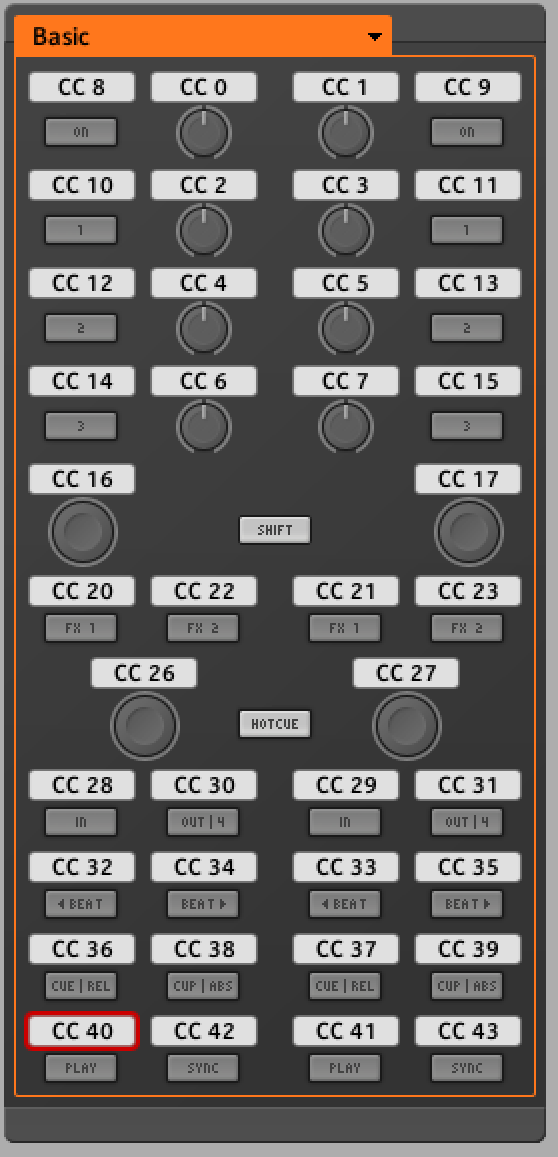 Basic
CC 8 CC 0 CC 1 CC 9
ON ON
CC 10 CC 2 CC 3 CC 11
1 1
CC 12 CC 4 CC 5 CC 13
2 2
CC 14 CC 6 CC 7 CC 15
3 3
CC 16 CC 17
SHIFT
CC 20 CC 22 CC 21 CC 23
FX 1 FX 2 FX 1 FX 2
CC 26 CC 27
HOTCUE
CC 28 CC 30 CC 29 CC 31
IN OUT | 4 IN OUT | 4
CC 32 CC 34 CC 33 CC 35
◀ BEAT BEAT ▶ ◀ BEAT BEAT ▶
CC 36 CC 38 CC 37 CC 39
CUE | REL CUP | ABS CUE | REL CUP | ABS
CC 40 CC 42 CC 41 CC 43
PLAY SYNC PLAY SYNC